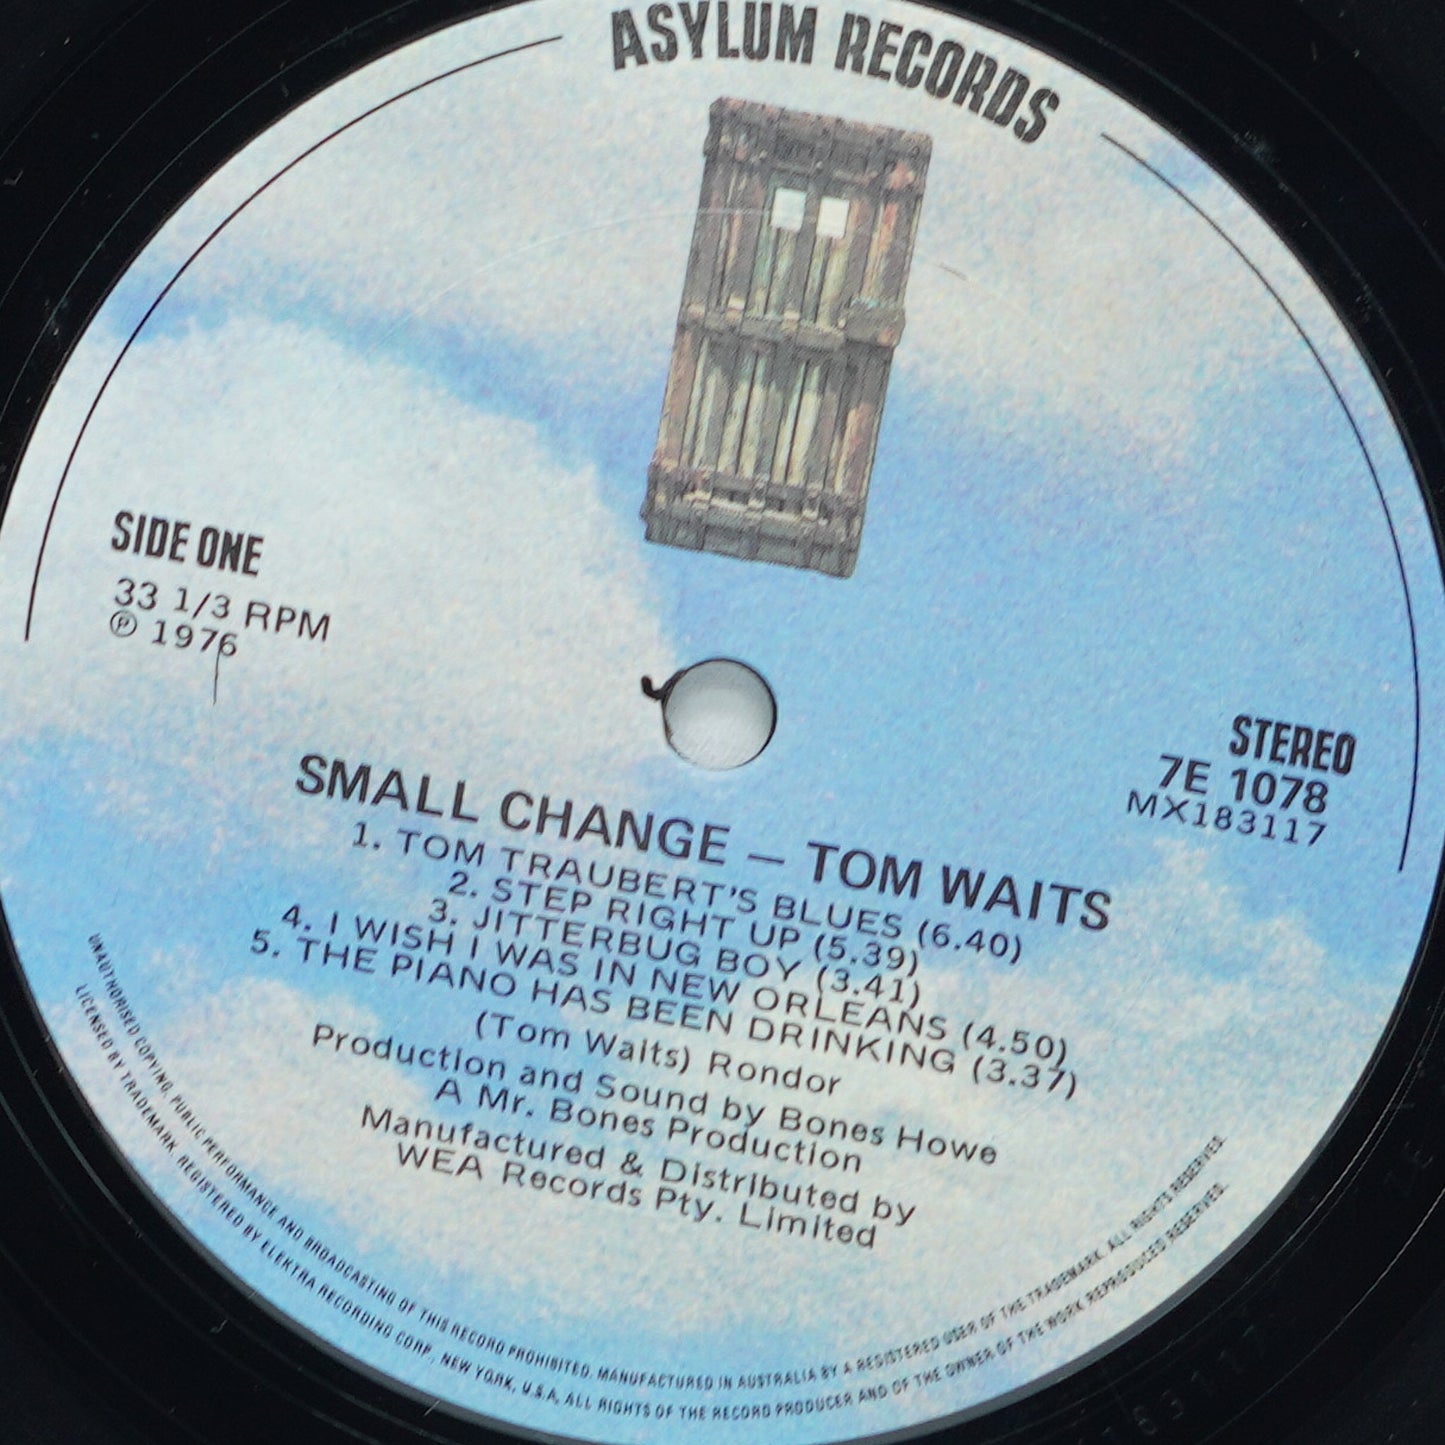 ASYLUM RECORDS
SIDE ONE
33 1/3 RPM
℗ 1976
STEREO
7E 1078
MX183117
SMALL CHANGE – TOM WAITS
1. TOM TRAUBERT'S BLUES (6.40)
2. STEP RIGHT UP (5.39)
3. JITTERBUG BOY (3.41)
4. I WISH I WAS IN NEW ORLEANS (4.50)
5. THE PIANO HAS BEEN DRINKING (3.37)
(Tom Waits) Rondor
Production and Sound by Bones Howe
A Mr. Bones Production
Manufactured & Distributed by
WEA Records Pty. Limited
UNAUTHORISED COPYING, PUBLIC PERFORMANCE AND BROADCASTING OF THIS RECORD PROHIBITED. MANUFACTURED IN AUSTRALIA BY A REGISTERED USER OF THE TRADEMARK. ALL RIGHTS RESERVED.
LICENSED BY TRADEMARK. REGISTERED BY ELEKTRA RECORDING CORP., NEW YORK, U.S.A. ALL RIGHTS OF THE RECORD PRODUCER AND OF THE OWNER OF THE WORK REPRODUCED RESERVED.